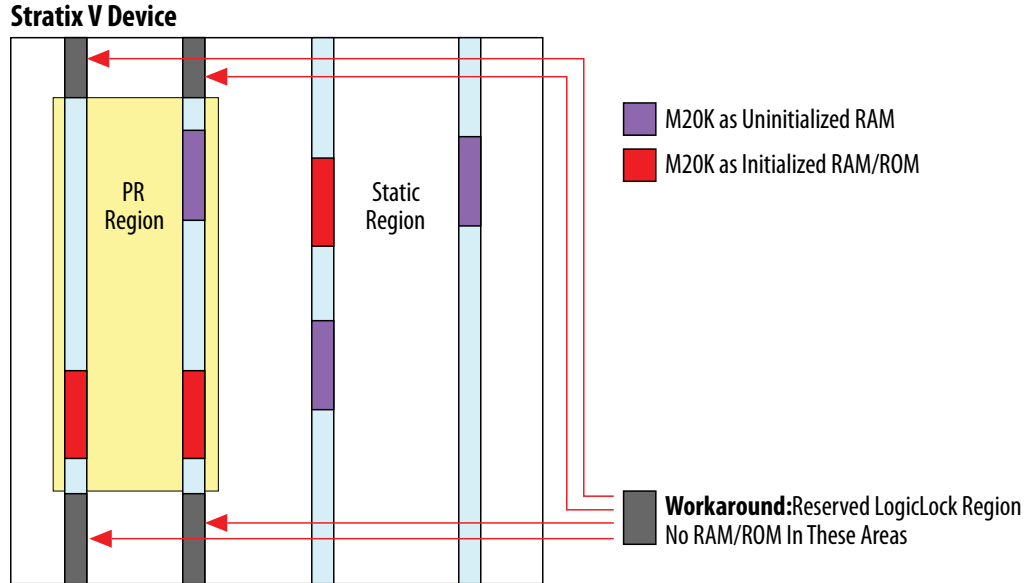 Stratix V Device
M20K as Uninitialized RAM
M20K as Initialized RAM/ROM
PR
Region
Static
Region
Workaround:Reserved LogicLock Region
No RAM/ROM In These Areas